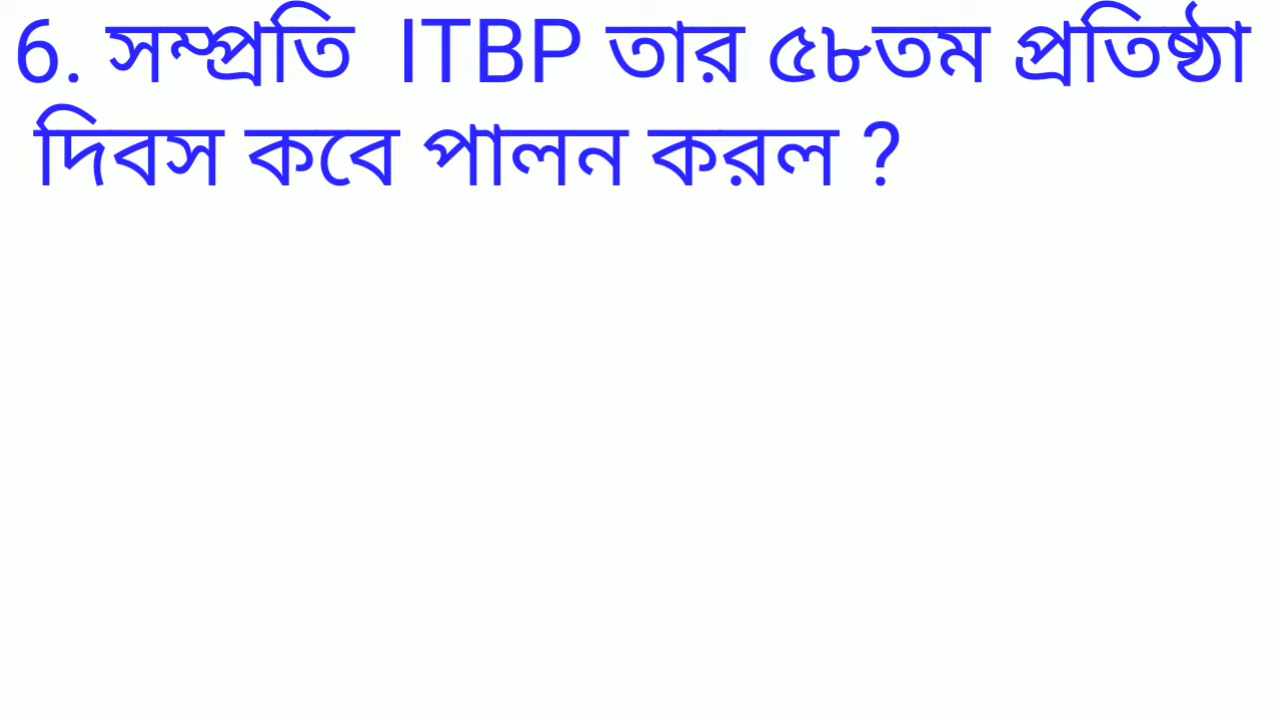 6. সম্প্রতি ITBP তার ৫৮তম প্রতিষ্ঠা
দিবস কবে পালন করল ?